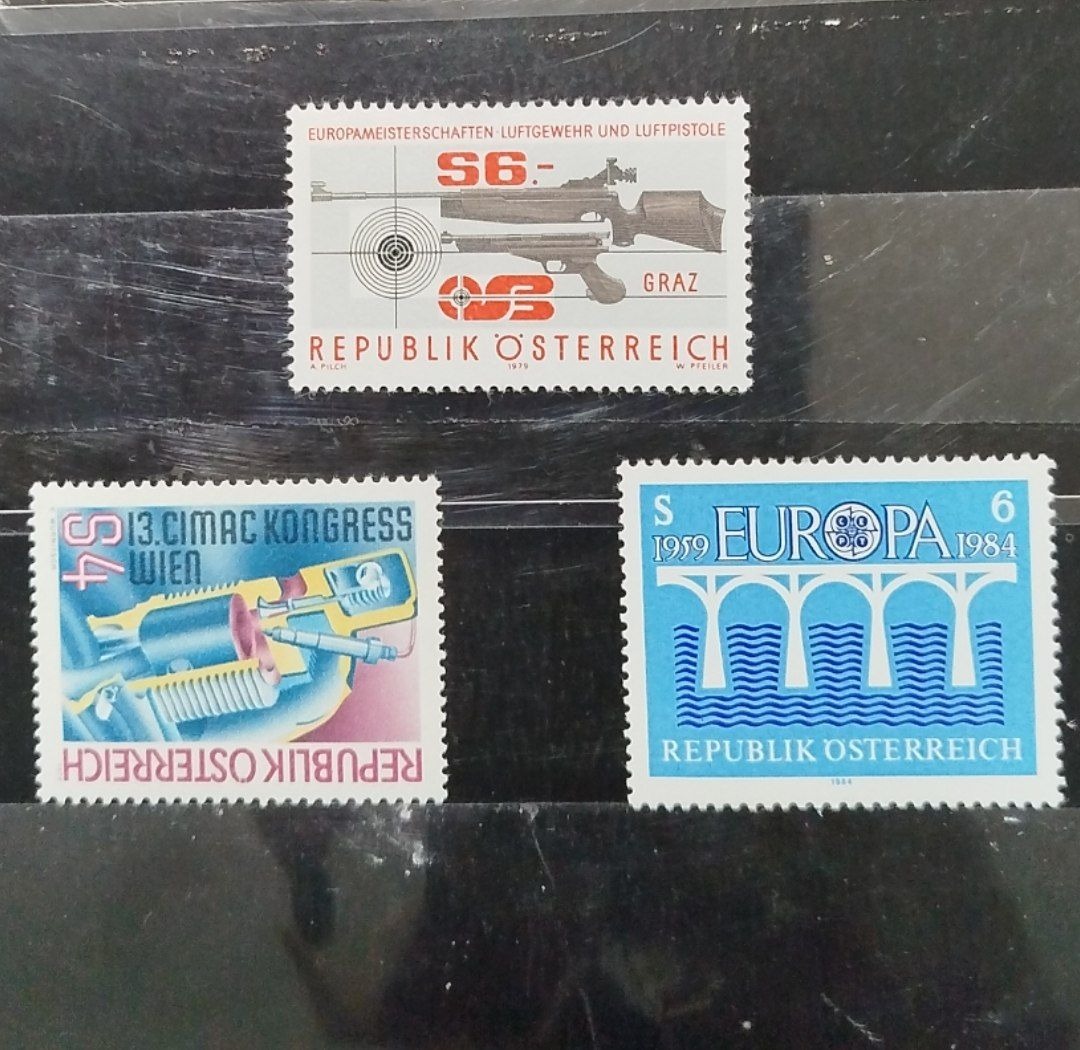 EUROPAMEISTERSCHAFTEN·LUFTGEWEHR UND LUFTPISTOLE
S6.-
GRAZ
REPUBLIK ÖSTERREICH
A. PILCH 1979 W. PFEILER
S4
13. CIMAC KONGRESS
WIEN
REPUBLIK ÖSTERREICH
S 6
1959 EUROPA 1984
CEPT
REPUBLIK ÖSTERREICH
1984